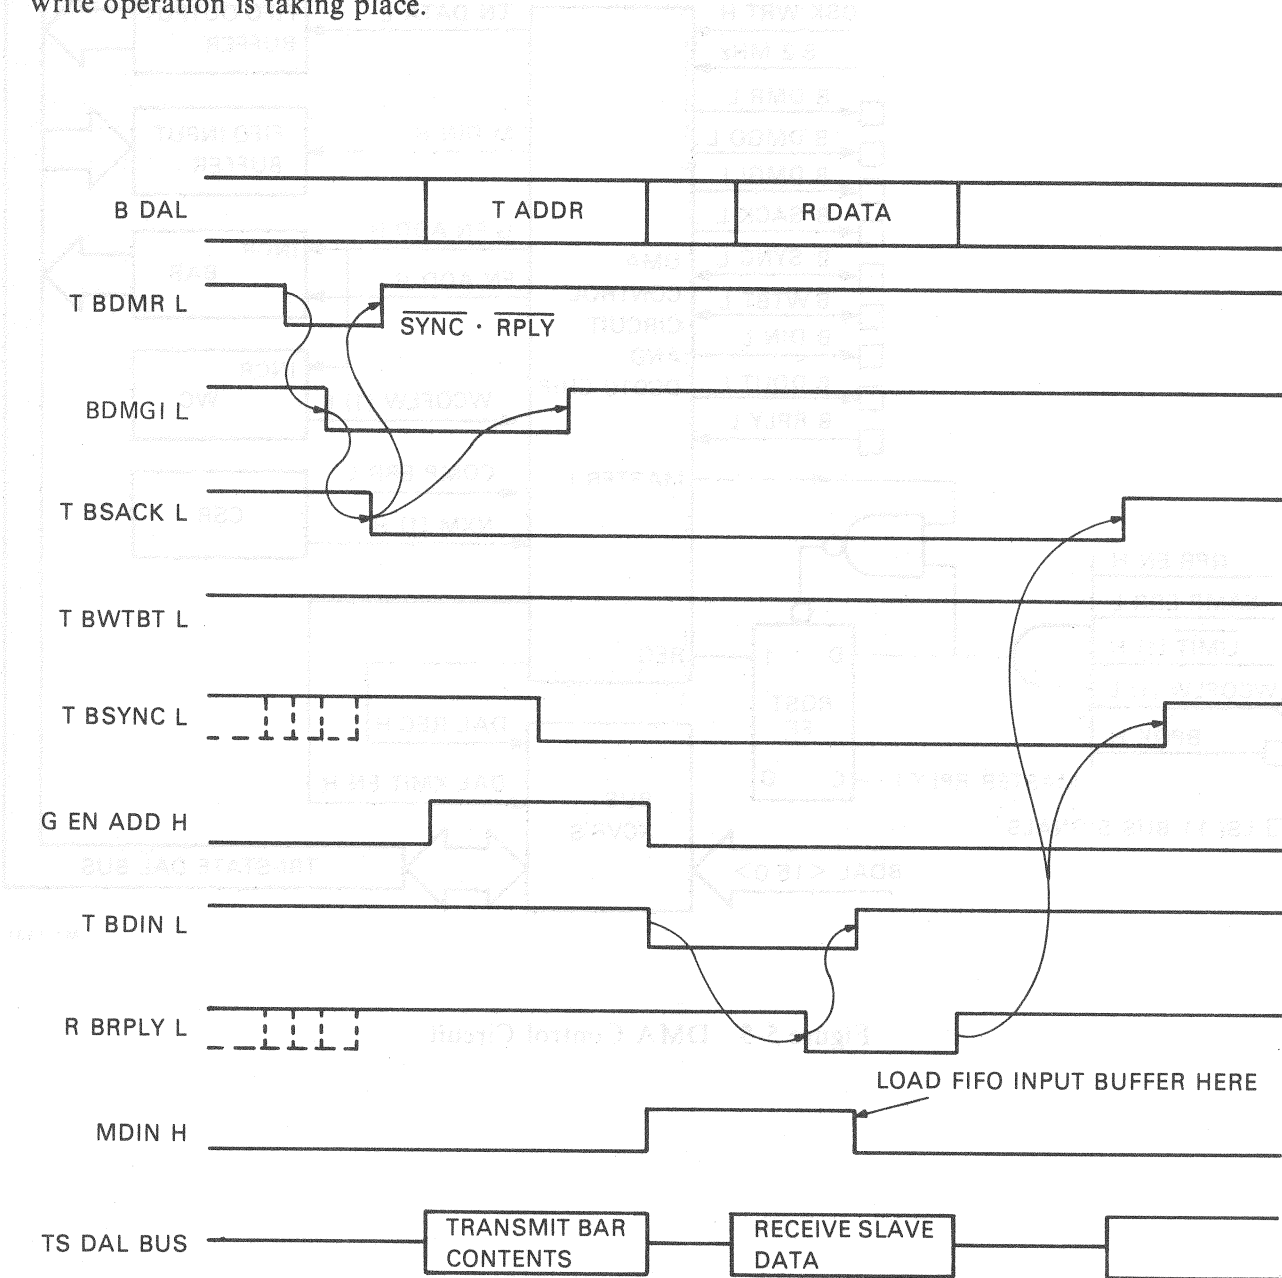 write operation is taking place.
B DAL
T ADDR
R DATA
T BDMR L
SYNC · RPLY
BDMGI L
T BSACK L
T BWTBT L
T BSYNC L
G EN ADD H
T BDIN L
R BRPLY L
LOAD FIFO INPUT BUFFER HERE
MDIN H
TS DAL BUS
TRANSMIT BAR
CONTENTS
RECEIVE SLAVE
DATA